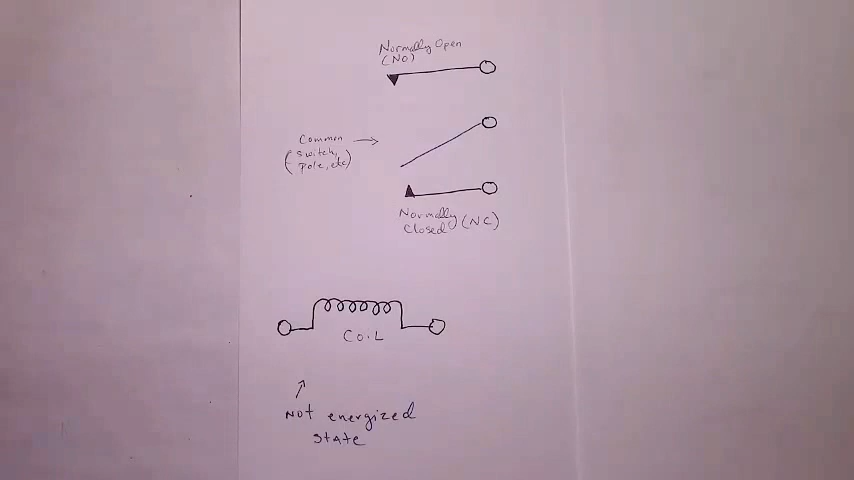 Normally Open
(NO)
Common
(switch,
pole, etc)
Normally
Closed (NC)
COIL
Not energized
state